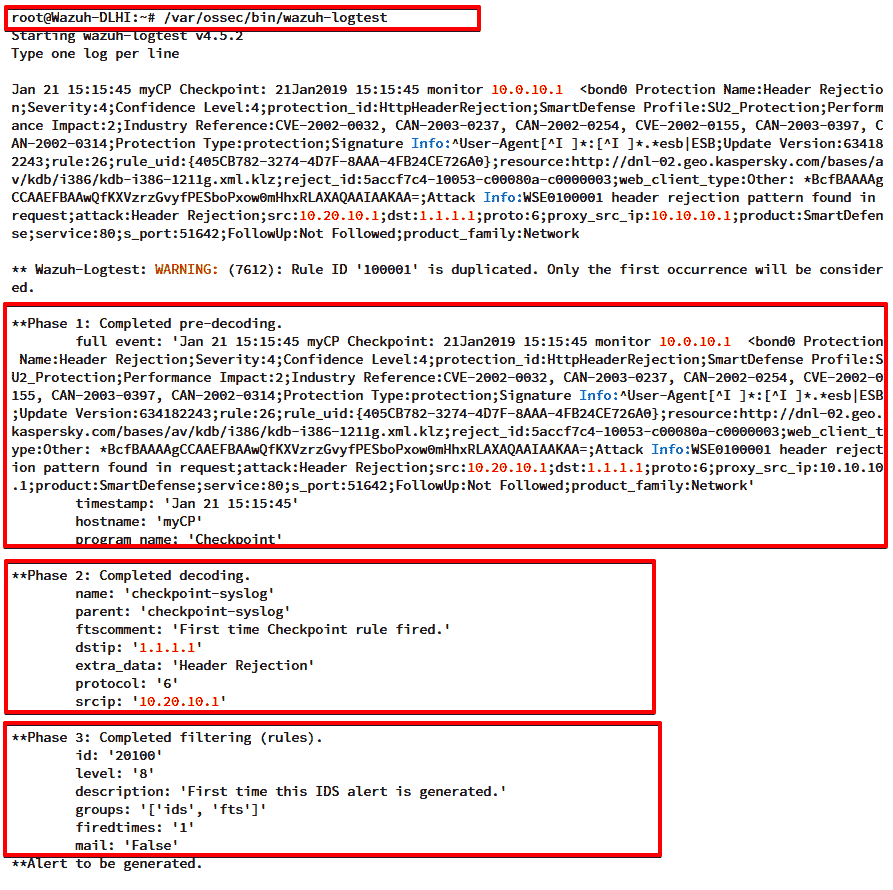 root@Wazuh-DLHI:~# /var/ossec/bin/wazuh-logtest
Starting wazuh-logtest v4.5.2
Type one log per line
Jan 21 15:15:45 myCP Checkpoint: 21Jan2019 15:15:45 monitor 10.0.10.1  <bond0 Protection Name:Header Rejectio
n;Severity:4;Confidence Level:4;protection_id:HttpHeaderRejection;SmartDefense Profile:SU2_Protection;Perform
ance Impact:2;Industry Reference:CVE-2002-0032, CAN-2003-0237, CAN-2002-0254, CVE-2002-0155, CAN-2003-0397, C
AN-2002-0314;Protection Type:protection;Signature Info:^User-Agent[^I ]*:[^I ]*.*esb|ESB;Update Version:63418
2243;rule:26;rule_uid:{405CB782-3274-4D7F-8AAA-4FB24CE726A0};resource:http://dnl-02.geo.kaspersky.com/bases/a
v/kdb/i386/kdb-i386-1211g.xml.klz;reject_id:5accf7c4-10053-c00080a-c0000003;web_client_type:Other: *BcfBAAAAg
CCAAEFBAAwQfKXVzrzGvyfPESboPxow0mHhxRLAXAQAAIAAKAA=;Attack Info:WSE0100001 header rejection pattern found in
request;attack:Header Rejection;src:10.20.10.1;dst:1.1.1.1;proto:6;proxy_src_ip:10.10.10.1;product:SmartDefen
se;service:80;s_port:51642;FollowUp:Not Followed;product_family:Network
** Wazuh-Logtest: WARNING: (7612): Rule ID '100001' is duplicated. Only the first occurrence will be consider
ed.
**Phase 1: Completed pre-decoding.
full event: 'Jan 21 15:15:45 myCP Checkpoint: 21Jan2019 15:15:45 monitor 10.0.10.1  <bond0 Protection
Name:Header Rejection;Severity:4;Confidence Level:4;protection_id:HttpHeaderRejection;SmartDefense Profile:S
U2_Protection;Performance Impact:2;Industry Reference:CVE-2002-0032, CAN-2003-0237, CAN-2002-0254, CVE-2002-0
155, CAN-2003-0397, CAN-2002-0314;Protection Type:protection;Signature Info:^User-Agent[^I ]*:[^I ]*.*esb|ESB
;Update Version:634182243;rule:26;rule_uid:{405CB782-3274-4D7F-8AAA-4FB24CE726A0};resource:http://dnl-02.geo.
kaspersky.com/bases/av/kdb/i386/kdb-i386-1211g.xml.klz;reject_id:5accf7c4-10053-c00080a-c0000003;web_client_t
ype:Other: *BcfBAAAAgCCAAEFBAAwQfKXVzrzGvyfPESboPxow0mHhxRLAXAQAAIAAKAA=;Attack Info:WSE0100001 header reject
ion pattern found in request;attack:Header Rejection;src:10.20.10.1;dst:1.1.1.1;proto:6;proxy_src_ip:10.10.10
.1;product:SmartDefense;service:80;s_port:51642;FollowUp:Not Followed;product_family:Network'
timestamp: 'Jan 21 15:15:45'
hostname: 'myCP'
program_name: 'Checkpoint'
**Phase 2: Completed decoding.
name: 'checkpoint-syslog'
parent: 'checkpoint-syslog'
ftscomment: 'First time Checkpoint rule fired.'
dstip: '1.1.1.1'
extra_data: 'Header Rejection'
protocol: '6'
srcip: '10.20.10.1'
**Phase 3: Completed filtering (rules).
id: '20100'
level: '8'
description: 'First time this IDS alert is generated.'
groups: '['ids', 'fts']'
firedtimes: '1'
mail: 'False'
**Alert to be generated.